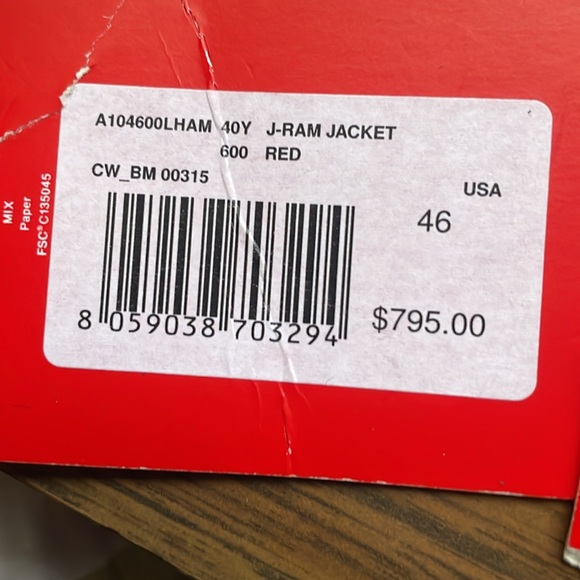 A104600LHAM 40Y J-RAM JACKET
600 RED
CW_BM 00315
USA
46
8 059038 703294
$795.00
MIX
Paper
FSC® C135045